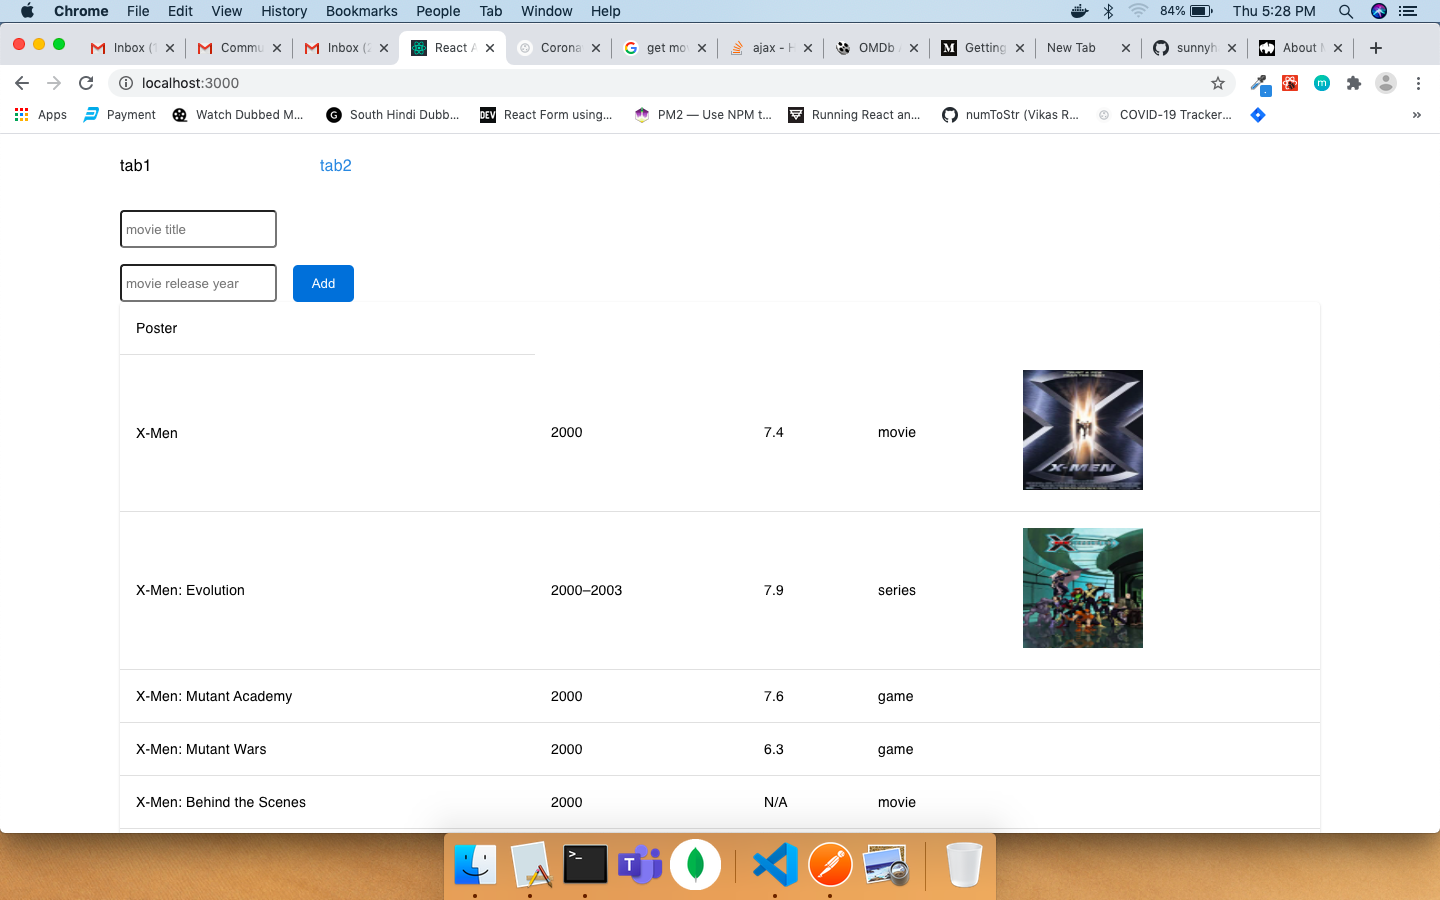 Chrome File Edit View History Bookmarks People Tab Window Help 84% Thu 5:28 PM
Inbox (1 Commu Inbox (2 React A Corona get mov ajax - H OMDb Getting New Tab sunnyh About M
localhost:3000
Apps Payment Watch Dubbed M... South Hindi Dubb... DEV React Form using... PM2 — Use NPM t... Running React an... numToStr (Vikas R... COVID-19 Tracker... »
tab1 tab2
movie title
movie release year Add
Poster
X-Men 2000 7.4 movie
X-MEN
X-Men: Evolution 2000–2003 7.9 series
X-Men: Mutant Academy 2000 7.6 game
X-Men: Mutant Wars 2000 6.3 game
X-Men: Behind the Scenes 2000 N/A movie